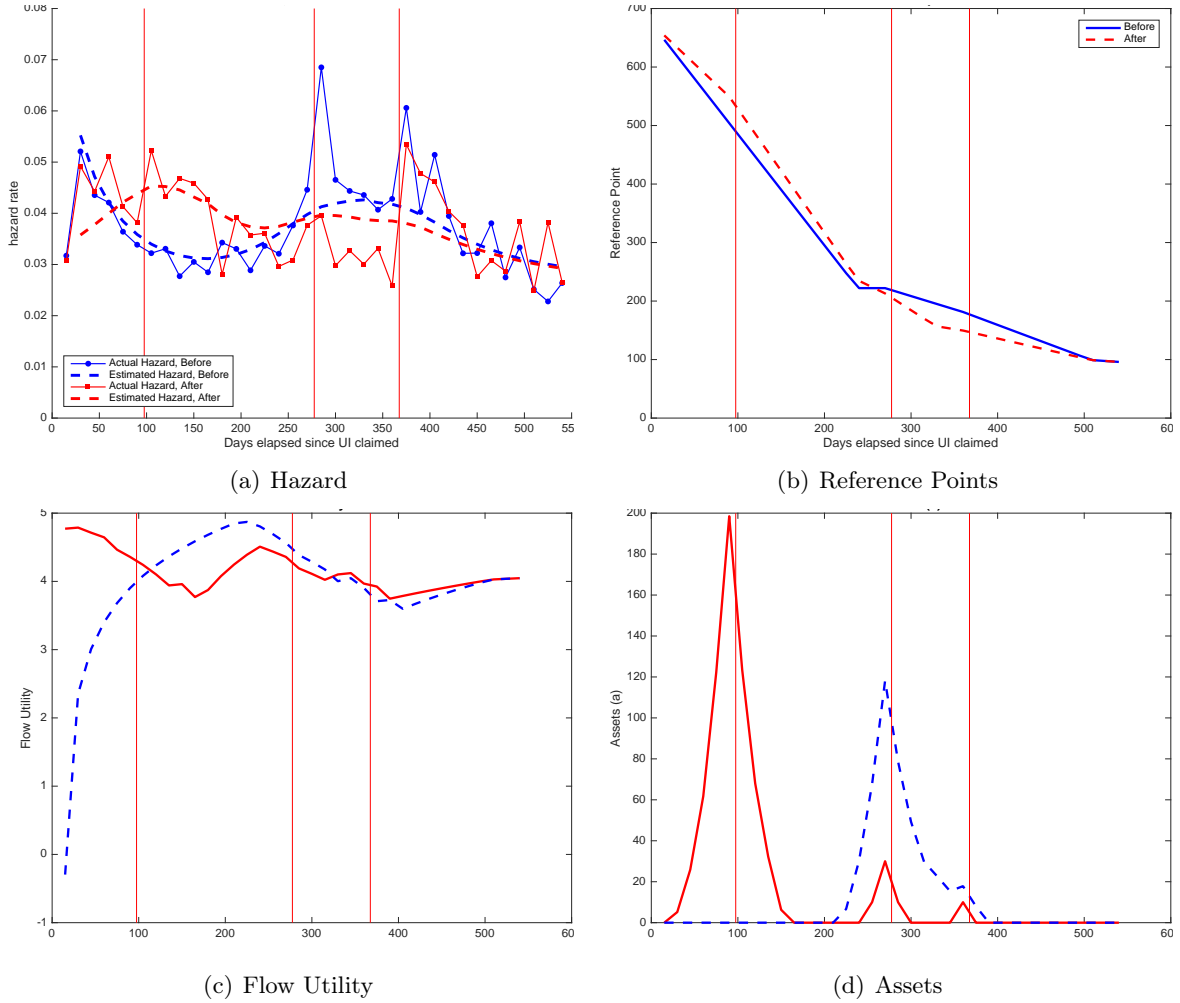 0.08
0.07
0.06
0.05
0.04
0.03
0.02
0.01
0
hazard rate
Actual Hazard, Before
Estimated Hazard, Before
Actual Hazard, After
Estimated Hazard, After
0 50 100 150 200 250 300 350 400 450 500 55
Days elapsed since UI claimed
(a) Hazard
700
600
500
400
300
200
100
0
Reference Point
Before
After
0 100 200 300 400 500 60
Days elapsed since UI claimed
(b) Reference Points
5
4
3
2
1
0
-1
Flow Utility
0 100 200 300 400 500 60
(c) Flow Utility
200
180
160
140
120
100
80
60
40
20
0
Assets (a)
0 100 200 300 400 500 60
(d) Assets